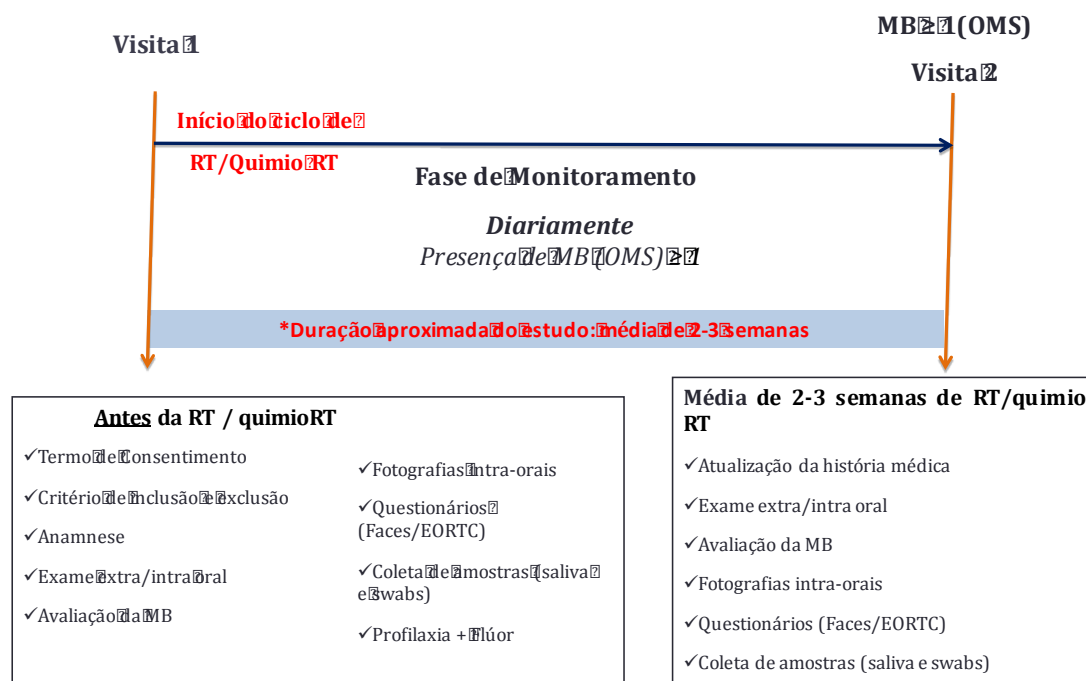 Visita 1
MB ≥ 1(OMS)
Visita 2
Início do ciclo de
RT/Quimio RT
Fase de Monitoramento
Diariamente
Presença de MB (OMS) ≥ 1
*Duração aproximada do estudo: média de 2-3 semanas
Antes da RT / quimioRT
✓Termo de Consentimento
✓Critério de inclusão e exclusão
✓Anamnese
✓Exame extra/intra oral
✓Avaliação da MB
✓Fotografias intra-orais
✓Questionários
(Faces/EORTC)
✓Coleta de amostras (saliva
e swabs)
✓Profilaxia + Flúor
Média de 2-3 semanas de RT/quimio
RT
✓Atualização da história médica
✓Exame extra/intra oral
✓Avaliação da MB
✓Fotografias intra-orais
✓Questionários (Faces/EORTC)
✓Coleta de amostras (saliva e swabs)